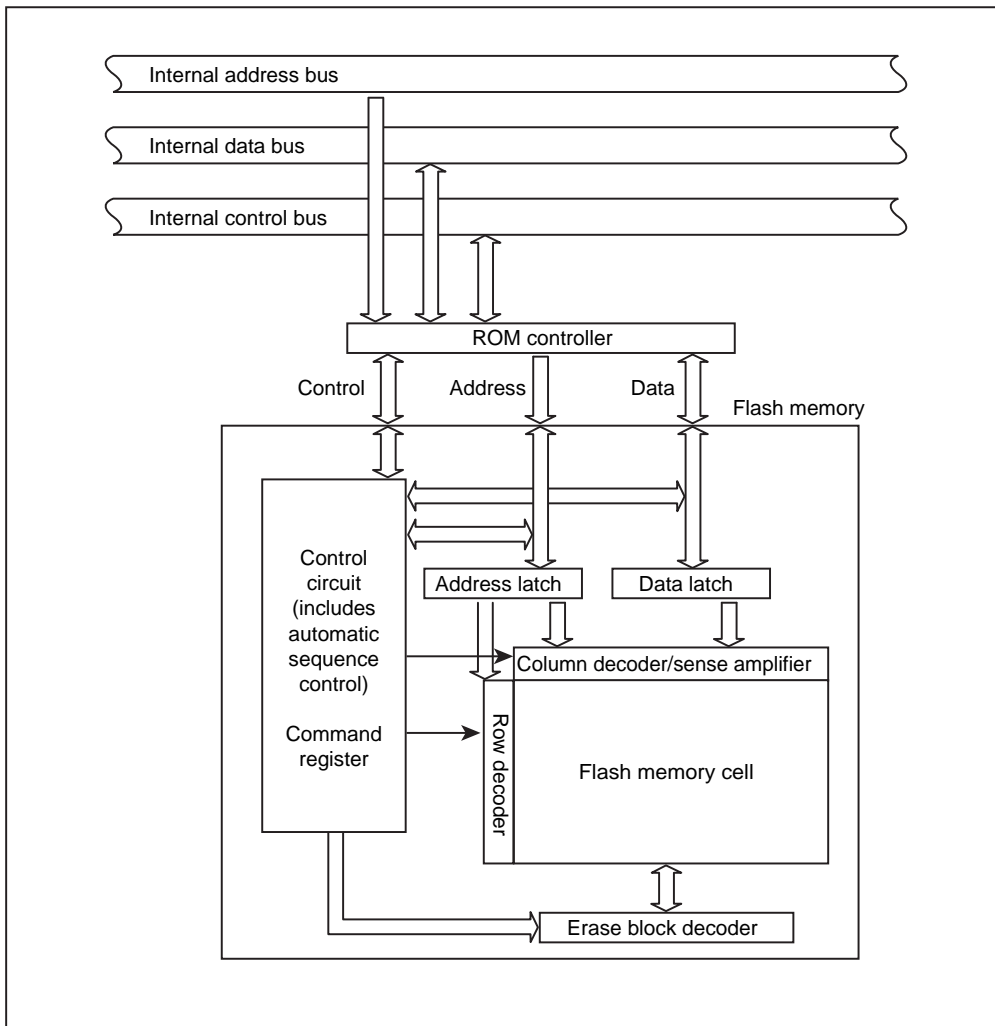 Internal address bus
Internal data bus
Internal control bus
ROM controller
Control
Address
Data
Flash memory
Control
circuit
(includes
automatic
sequence
control)
Command
register
Address latch
Data latch
Column decoder/sense amplifier
Row decoder
Flash memory cell
Erase block decoder